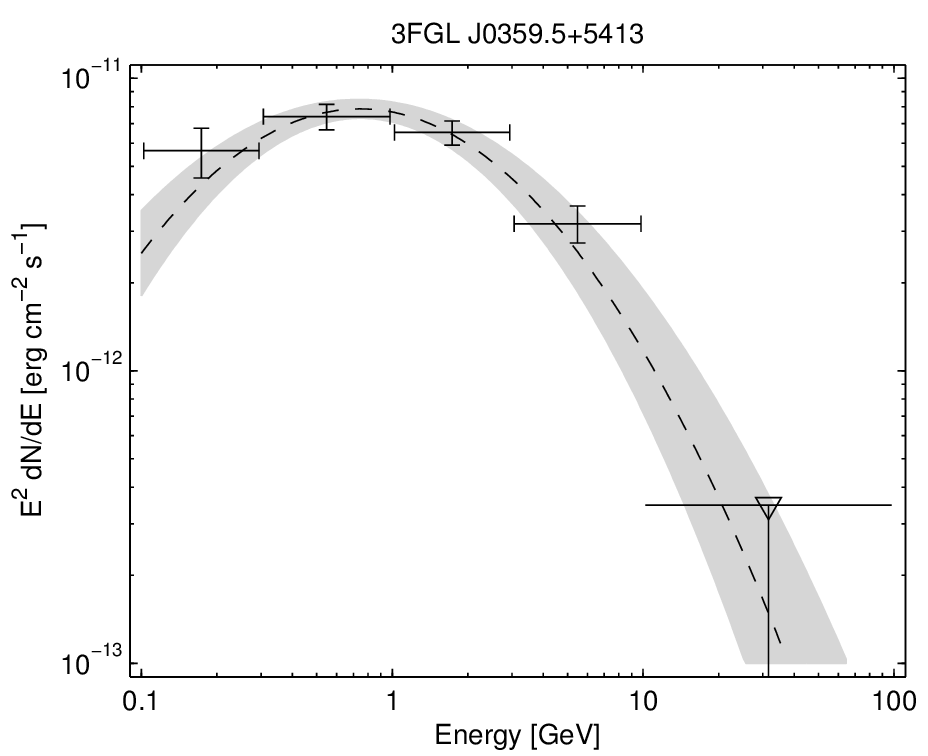 3FGL J0359.5+5413
10⁻¹¹
10⁻¹²
10⁻¹³
E² dN/dE [erg cm⁻² s⁻¹]
0.1 1 10 100
Energy [GeV]